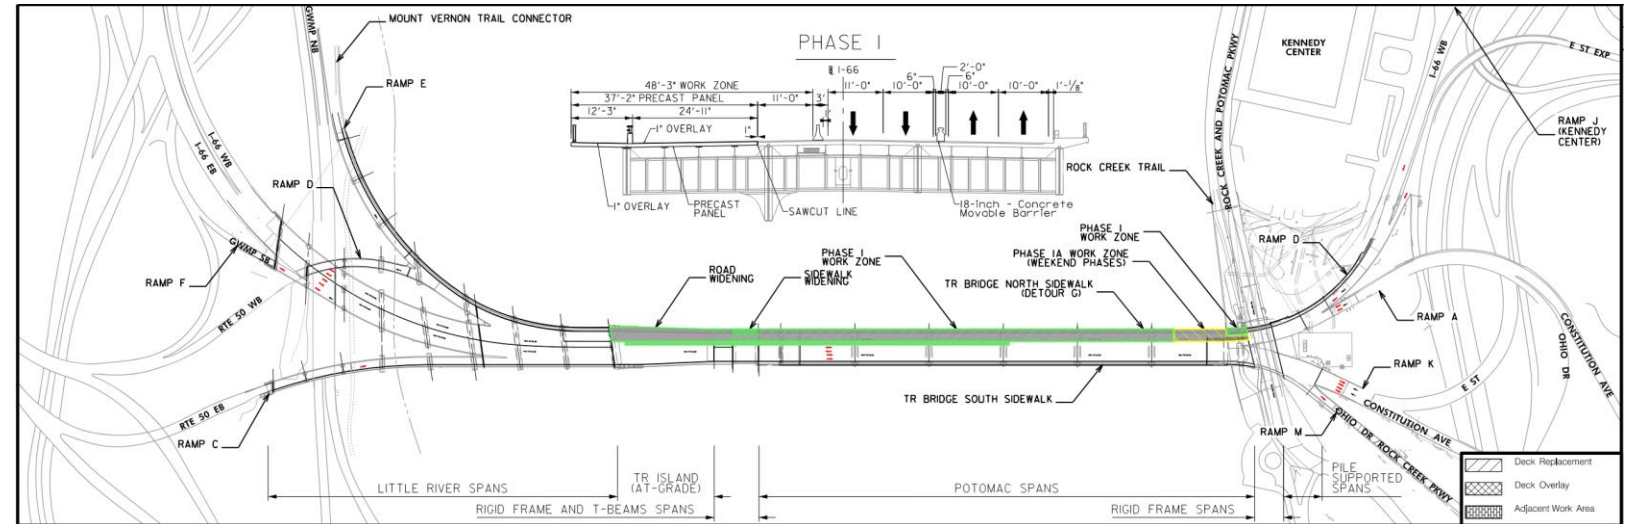 MOUNT VERNON TRAIL CONNECTOR
GWMP NB
RAMP E
I-66 WB
I-66 EB
RAMP D
GWMP SB
RAMP F
RTE 50 WB
RTE 50 EB
RAMP C
PHASE I
I-66
2'-0"
6"
6"
48'-3" WORK ZONE
11'-0"
10'-0"
10'-0"
10'-0"
1'-⅛"
37'-2" PRECAST PANEL
11'-0"
3'
12'-3"
24'-11"
1"
1" OVERLAY
1" OVERLAY
PRECAST
PANEL
SAWCUT LINE
18-inch - Concrete
Movable Barrier
ROCK CREEK TRAIL
ROCK CREEK AND POTOMAC PKWY
KENNEDY
CENTER
I-66 WB
E ST EXP
RAMP J
(KENNEDY
CENTER)
PHASE I
WORK ZONE
PHASE IA WORK ZONE
(WEEKEND PHASES)
RAMP D
TR BRIDGE NORTH SIDEWALK
(DETOUR G)
PHASE I
WORK ZONE
SIDEWALK
WIDENING
ROAD
WIDENING
RAMP A
CONSTITUTION AVE
OHIO DR
RAMP K
E ST
CONSTITUTION AVE
TR BRIDGE SOUTH SIDEWALK
RAMP M
OHIO DR/ROCK CREEK PKWY
LITTLE RIVER SPANS
TR ISLAND
(AT-GRADE)
POTOMAC SPANS
PILE
SUPPORTED
SPANS
RIGID FRAME AND T-BEAMS SPANS
RIGID FRAME SPANS
Deck Replacement
Deck Overlay
Adjacent Work Area